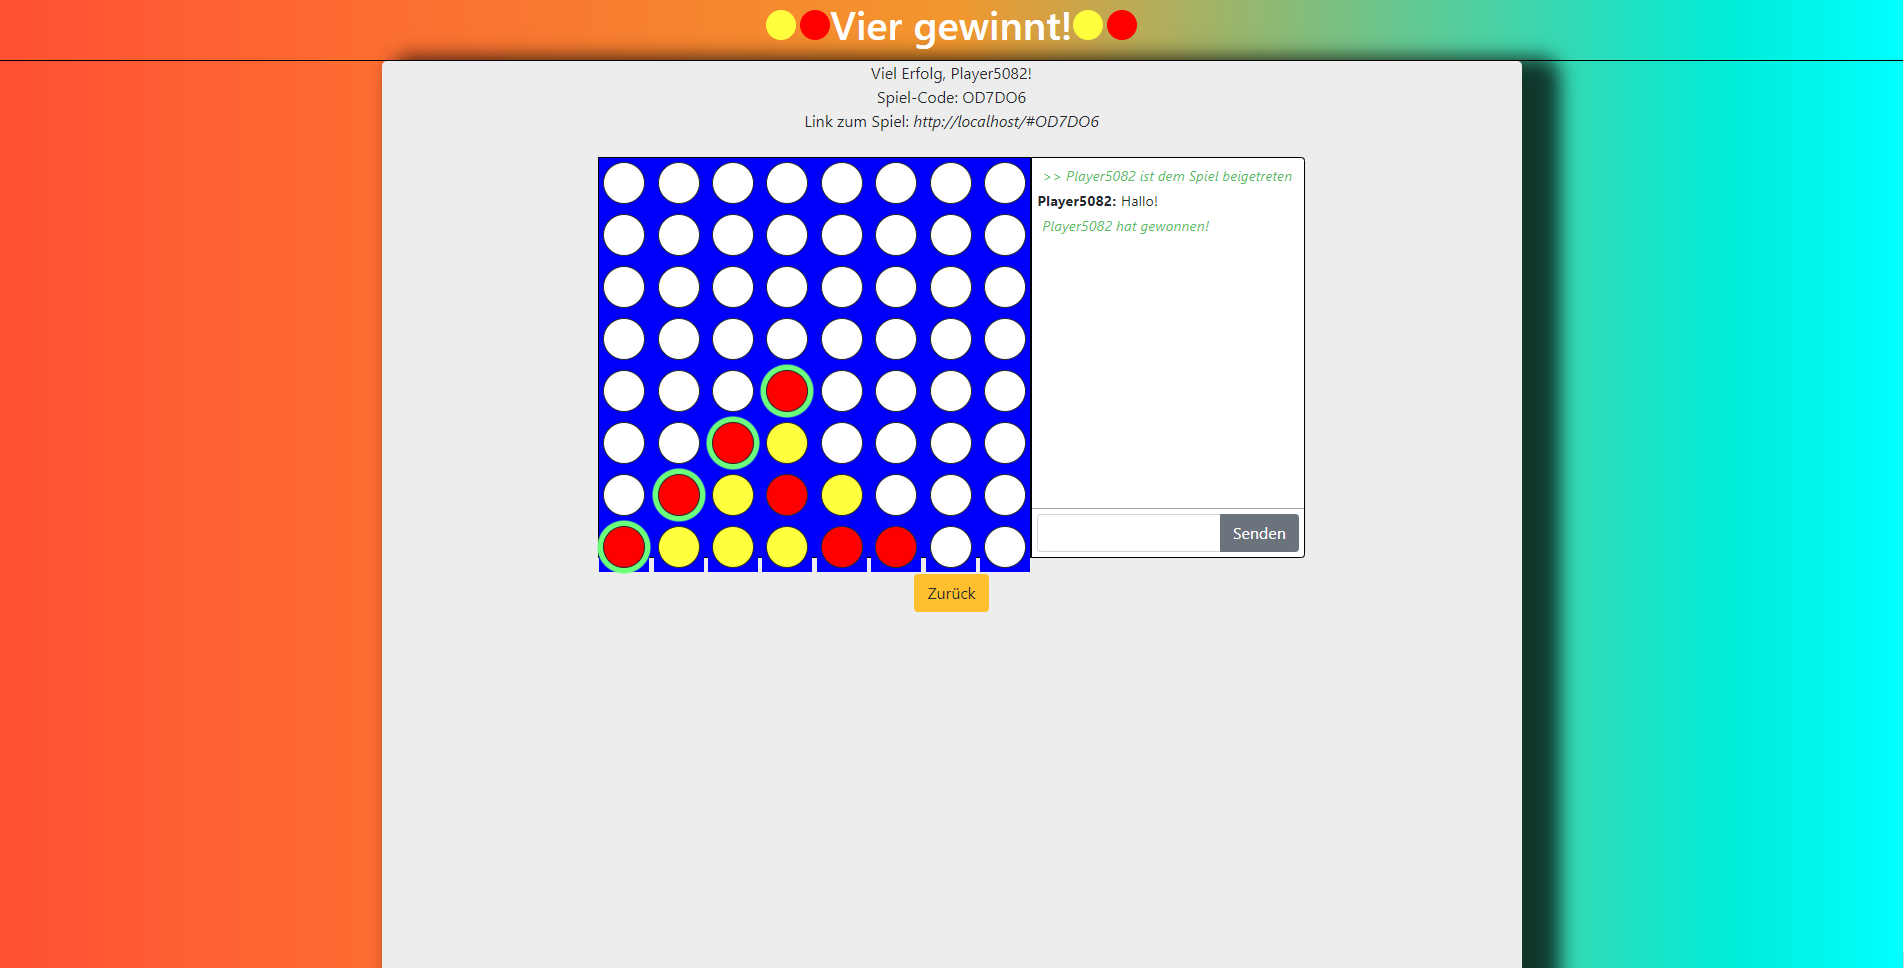 Vier gewinnt!
Viel Erfolg, Player5082!
Spiel-Code: OD7DO6
Link zum Spiel: http://localhost/#OD7DO6
>> Player5082 ist dem Spiel beigetreten
Player5082: Hallo!
Player5082 hat gewonnen!
Senden
Zurück